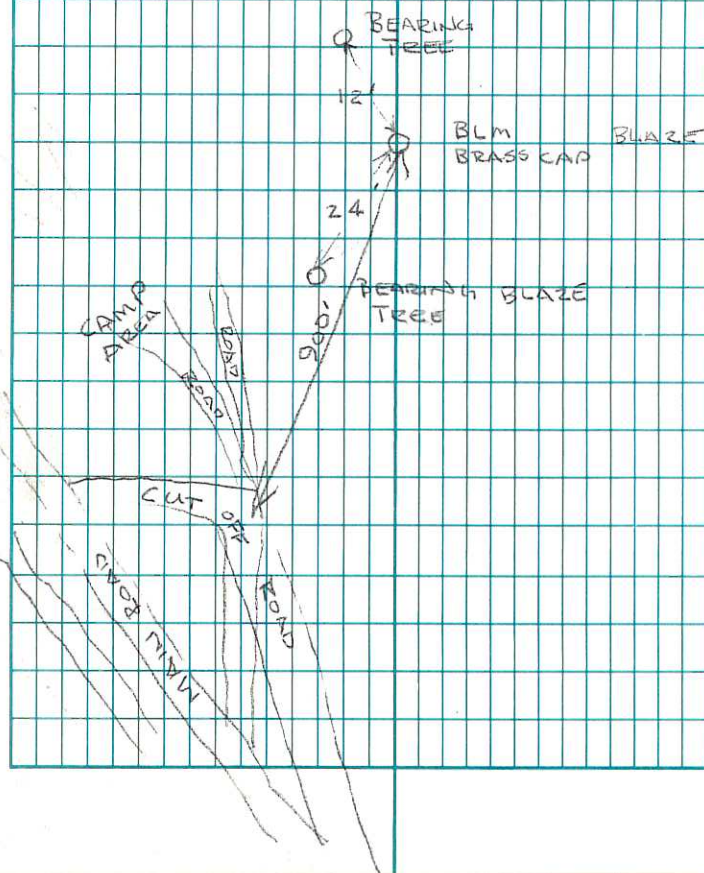 BEARING
TREE
12'
BLM BLAZE
BRASS CAP
24'
BEARING BLAZE
TREE
900'
CAMP
AREA
ROAD
ROAD
CUT
OFF
ROAD
MAIN ROAD